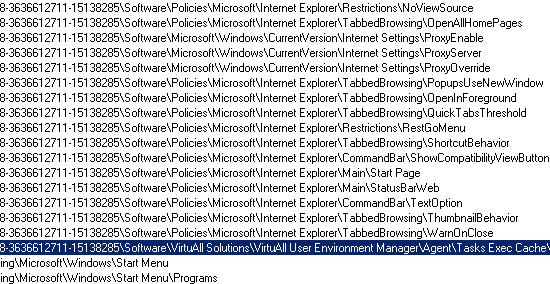 8-3636612711-15138285\Software\Policies\Microsoft\Internet Explorer\Restrictions\NoViewSource
8-3636612711-15138285\Software\Policies\Microsoft\Internet Explorer\TabbedBrowsing\OpenAllHomePages
8-3636612711-15138285\Software\Microsoft\Windows\CurrentVersion\Internet Settings\ProxyEnable
8-3636612711-15138285\Software\Microsoft\Windows\CurrentVersion\Internet Settings\ProxyServer
8-3636612711-15138285\Software\Microsoft\Windows\CurrentVersion\Internet Settings\ProxyOverride
8-3636612711-15138285\Software\Policies\Microsoft\Internet Explorer\TabbedBrowsing\PopupsUseNewWindow
8-3636612711-15138285\Software\Policies\Microsoft\Internet Explorer\TabbedBrowsing\OpenInForeground
8-3636612711-15138285\Software\Policies\Microsoft\Internet Explorer\TabbedBrowsing\QuickTabsThreshold
8-3636612711-15138285\Software\Policies\Microsoft\Internet Explorer\Restrictions\RestGoMenu
8-3636612711-15138285\Software\Policies\Microsoft\Internet Explorer\TabbedBrowsing\ShortcutBehavior
8-3636612711-15138285\Software\Policies\Microsoft\Internet Explorer\CommandBar\ShowCompatibilityViewButton
8-3636612711-15138285\Software\Policies\Microsoft\Internet Explorer\Main\Start Page
8-3636612711-15138285\Software\Policies\Microsoft\Internet Explorer\Main\StatusBarWeb
8-3636612711-15138285\Software\Policies\Microsoft\Internet Explorer\CommandBar\TextOption
8-3636612711-15138285\Software\Policies\Microsoft\Internet Explorer\TabbedBrowsing\ThumbnailBehavior
8-3636612711-15138285\Software\Policies\Microsoft\Internet Explorer\TabbedBrowsing\WarnOnClose
8-3636612711-15138285\Software\VirtuAll Solutions\VirtuAll User Environment Manager\Agent\Tasks Exec Cache\
ing\Microsoft\Windows\Start Menu
ing\Microsoft\Windows\Start Menu\Programs